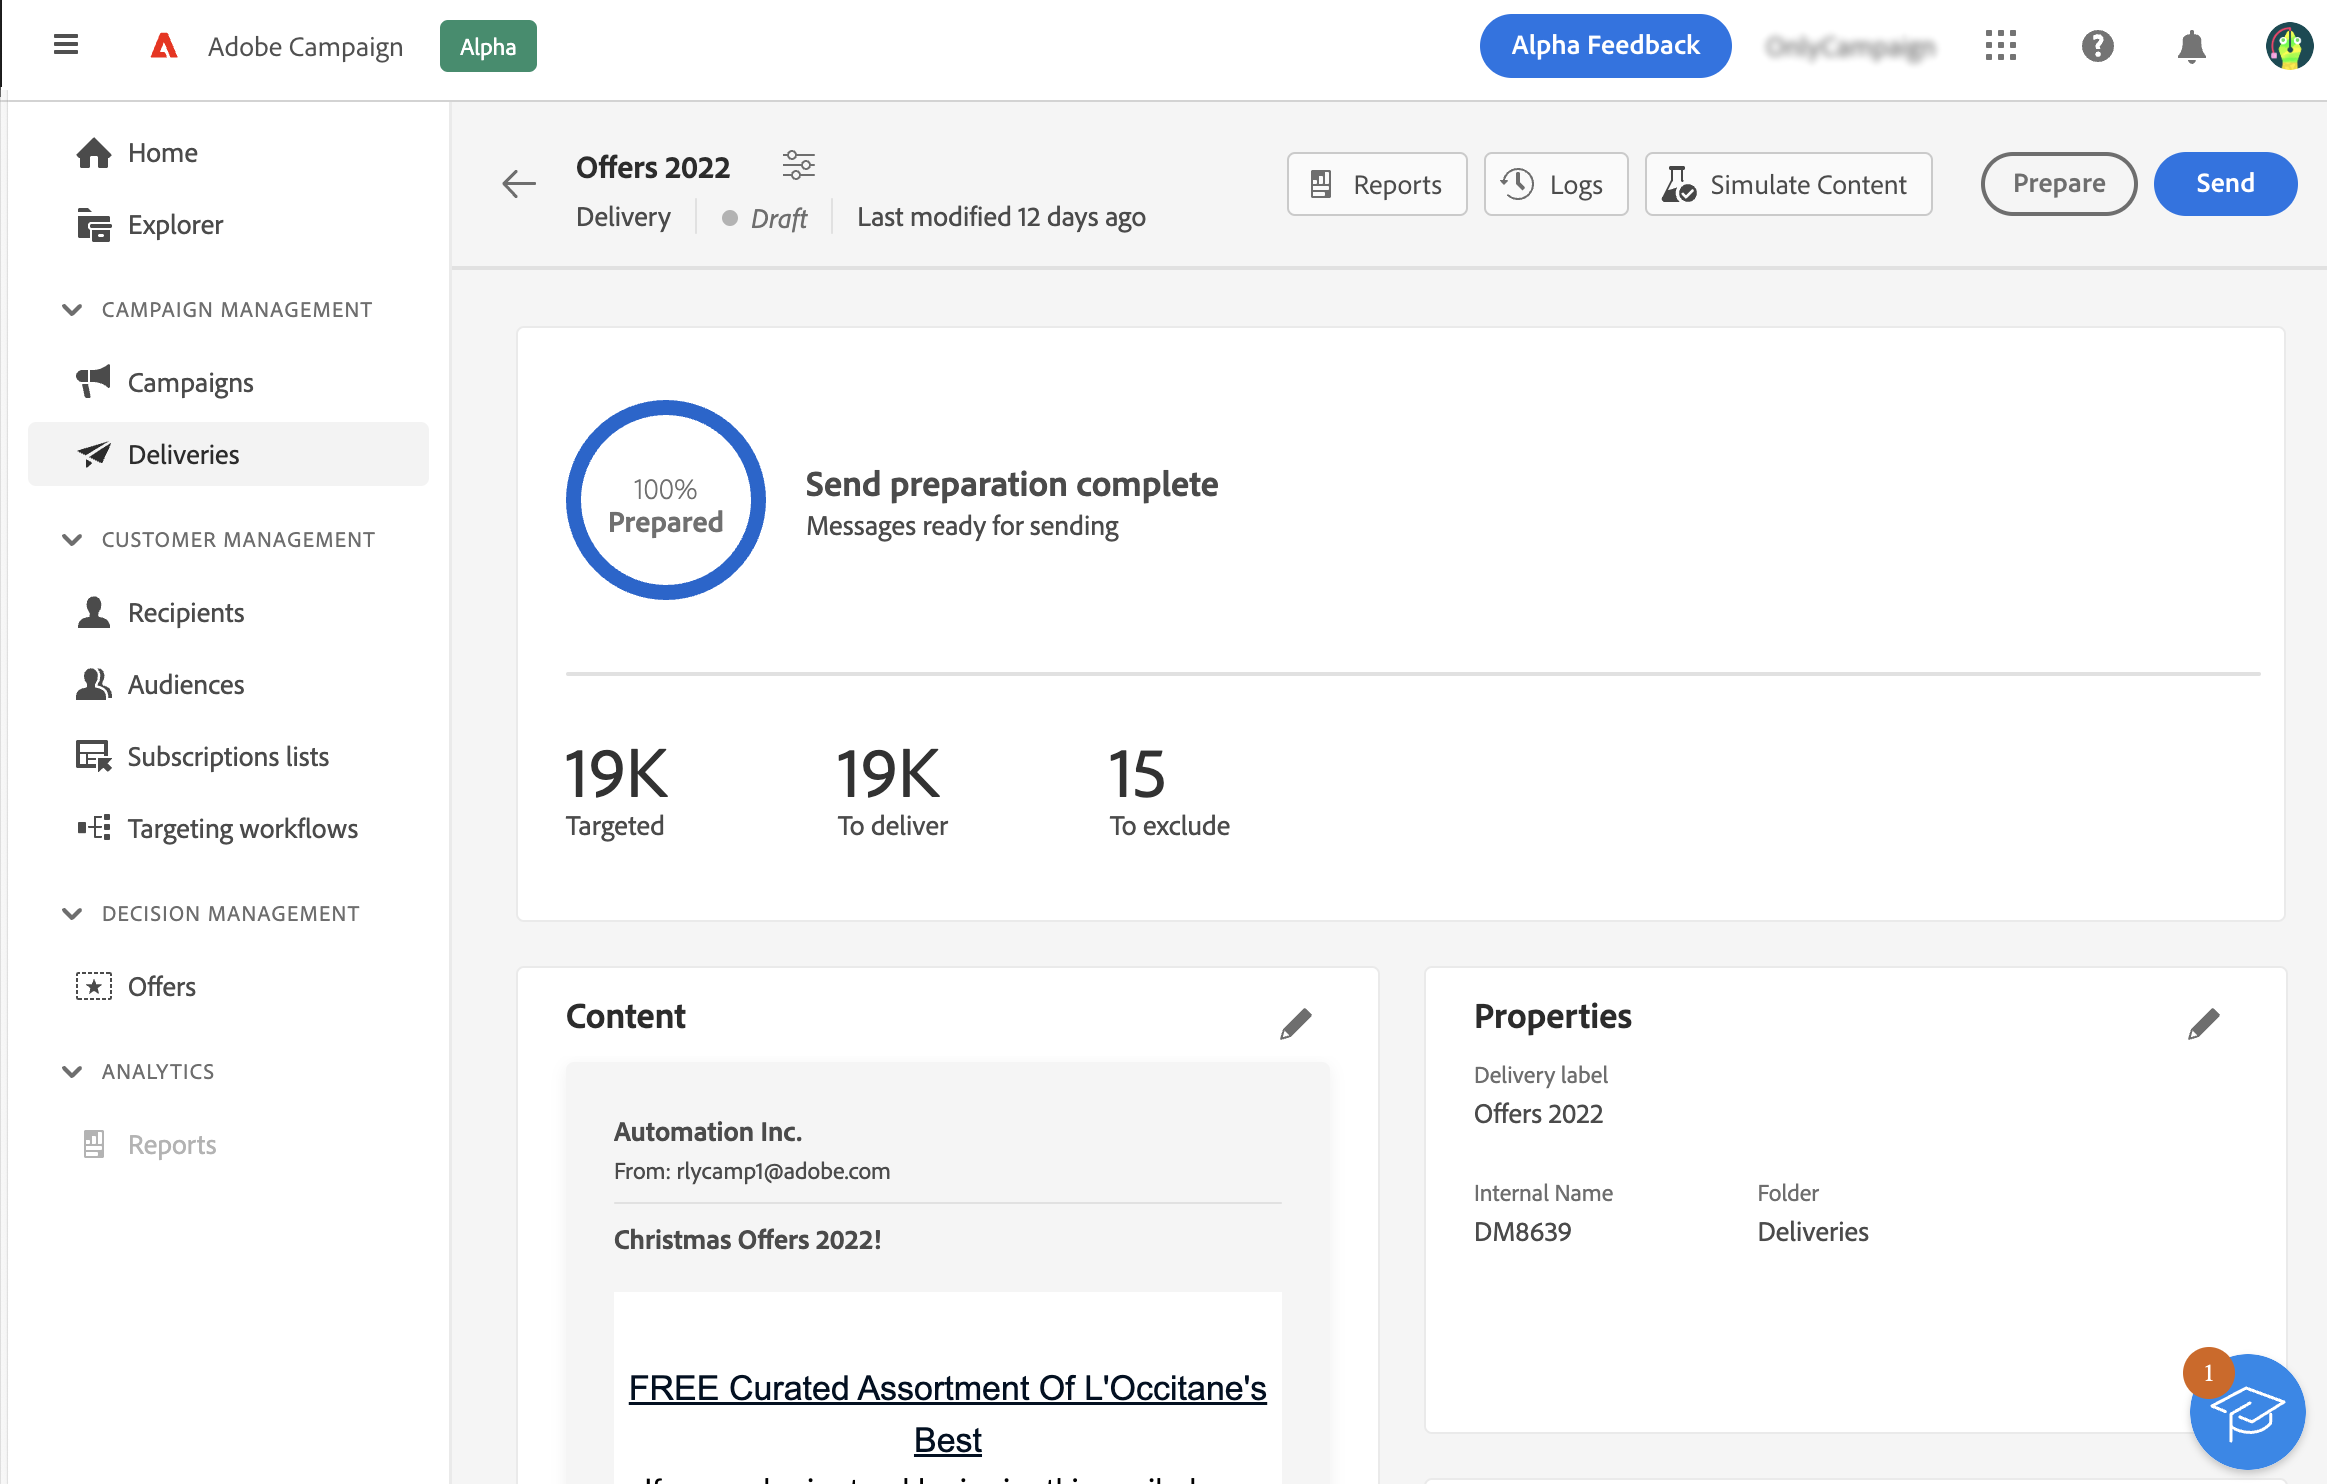 Adobe Campaign
Alpha
Alpha Feedback
Home
Explorer
CAMPAIGN MANAGEMENT
Campaigns
Deliveries
CUSTOMER MANAGEMENT
Recipients
Audiences
Subscriptions lists
Targeting workflows
DECISION MANAGEMENT
Offers
ANALYTICS
Reports
Offers 2022
Delivery
Draft
Last modified 12 days ago
Reports
Logs
Simulate Content
Prepare
Send
100%
Prepared
Send preparation complete
Messages ready for sending
19K
Targeted
19K
To deliver
15
To exclude
Content
Automation Inc.
From: rlycamp1@adobe.com
Christmas Offers 2022!
FREE Curated Assortment Of L'Occitane's
Best
Properties
Delivery label
Offers 2022
Internal Name
DM8639
Folder
Deliveries
1